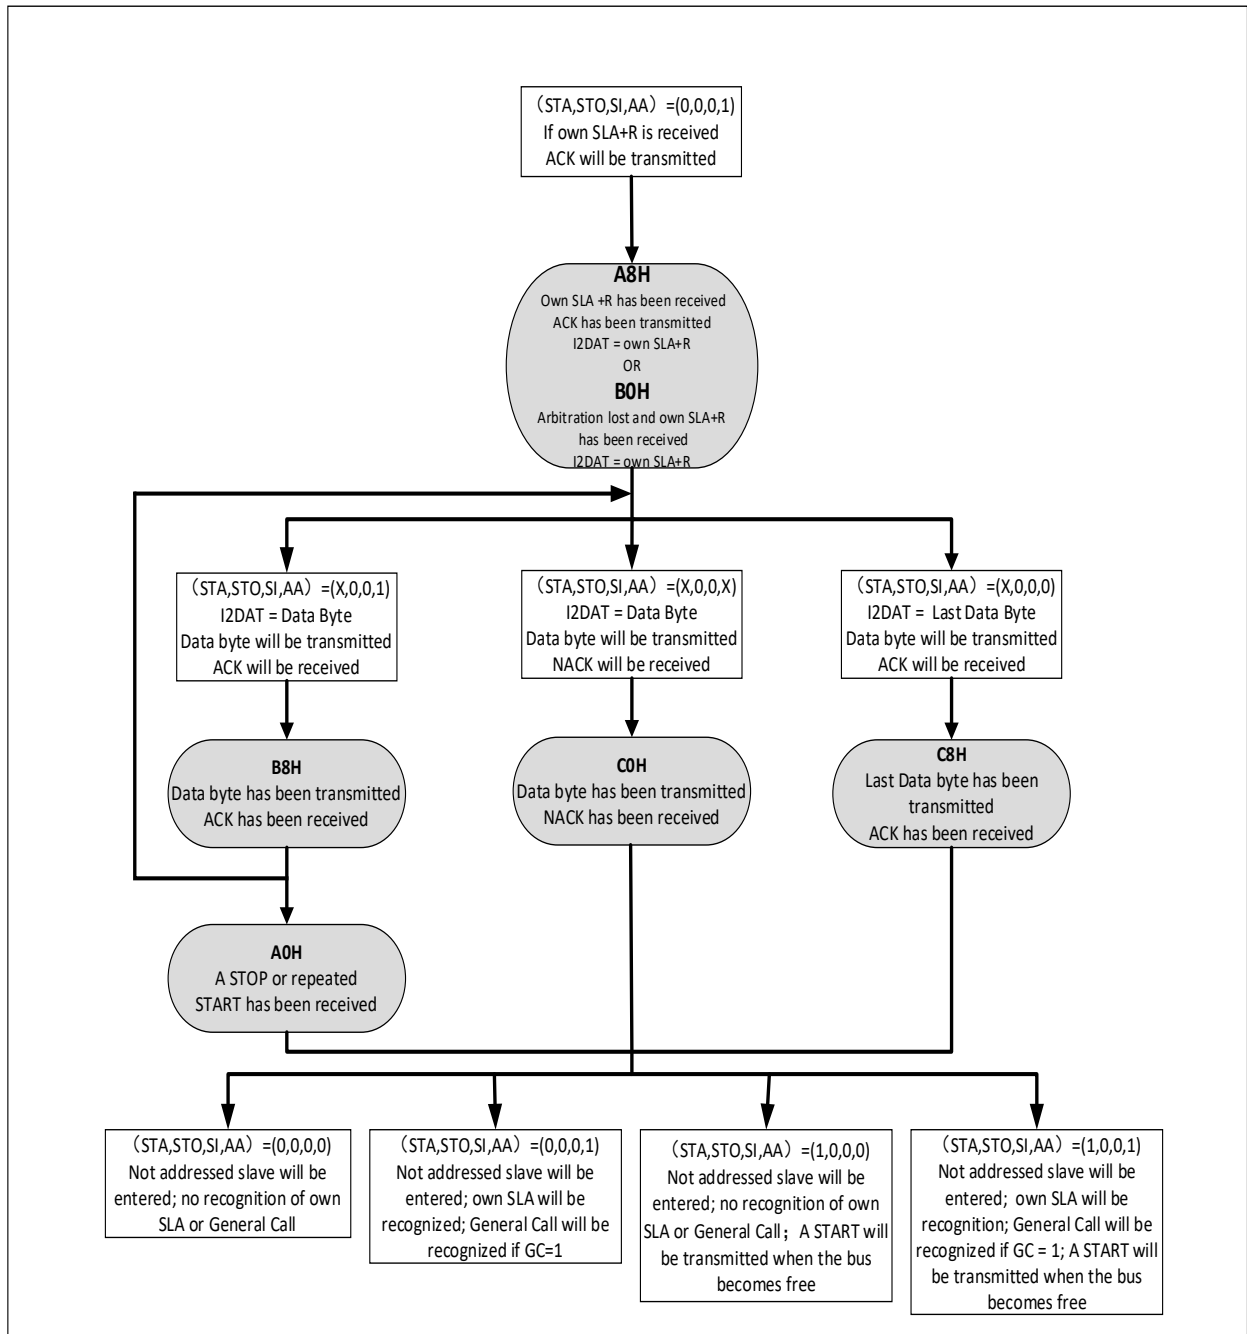 （STA,STO,SI,AA）=(0,0,0,1)
If own SLA+R is received
ACK will be transmitted
A8H
Own SLA +R has been received
ACK has been transmitted
I2DAT = own SLA+R
OR
B0H
Arbitration lost and own SLA+R
has been received
I2DAT = own SLA+R
（STA,STO,SI,AA）=(X,0,0,1)
I2DAT = Data Byte
Data byte will be transmitted
ACK will be received
（STA,STO,SI,AA）=(X,0,0,X)
I2DAT = Data Byte
Data byte will be transmitted
NACK will be received
（STA,STO,SI,AA）=(X,0,0,0)
I2DAT = Last Data Byte
Data byte will be transmitted
ACK will be received
B8H
Data byte has been transmitted
ACK has been received
C0H
Data byte has been transmitted
NACK has been received
C8H
Last Data byte has been
transmitted
ACK has been received
A0H
A STOP or repeated
START has been received
（STA,STO,SI,AA）=(0,0,0,0)
Not addressed slave will be
entered; no recognition of own
SLA or General Call
（STA,STO,SI,AA）=(0,0,0,1)
Not addressed slave will be
entered; own SLA will be
recognized; General Call will be
recognized if GC=1
（STA,STO,SI,AA）=(1,0,0,0)
Not addressed slave will be
entered; no recognition of own
SLA or General Call；A START will
be transmitted when the bus
becomes free
（STA,STO,SI,AA）=(1,0,0,1)
Not addressed slave will be
entered; own SLA will be
recognition; General Call will be
recognized if GC = 1; A START will
be transmitted when the bus
becomes free